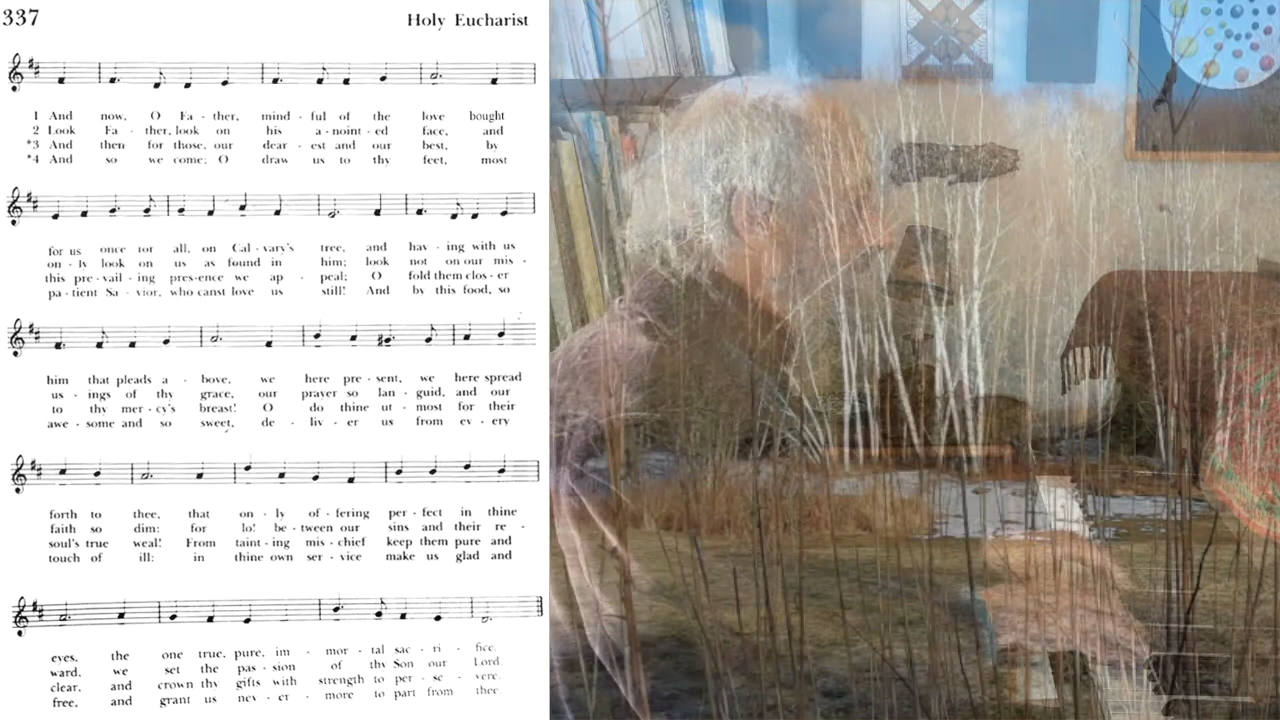 337
Holy Eucharist
1 And now, O Fa - ther, mind - ful of the love bought
2 Look Fa - ther, look on his a - noint - ed face, and
*3 And then for those, our dear - est and our best, by
*4 And so we come; O draw us to thy feet, most
for us once for all, on Cal - vary's tree, and hav - ing with us
on - ly look on us as found in him; look not on our mis -
this pre - vail - ing pres - ence we ap - peal; O fold them clos - er
pa - tient Sa - vior, who canst love us still! And by this food, so
him that pleads a - bove, we here pre - sent, we here spread
us - ings of thy grace, our prayer so lan - guid, and our
to thy mer - cy's breast! O do thine ut - most for their
awe - some and so sweet, de - liv - er us from ev - ery
forth to thee, that on - ly of - fering per - fect in thine
faith so dim: for lo! be - tween our sins and their re -
soul's true weal! From taint - ing mis - chief keep them pure and
touch of ill: in thine own ser - vice make us glad and
eyes, the one true, pure, im - mor - tal sac - ri - fice.
ward, we set the pas - sion of thy Son our Lord.
clear, and crown thy gifts with strength to per - se - vere.
free, and grant us nev - er - more to part from thee.